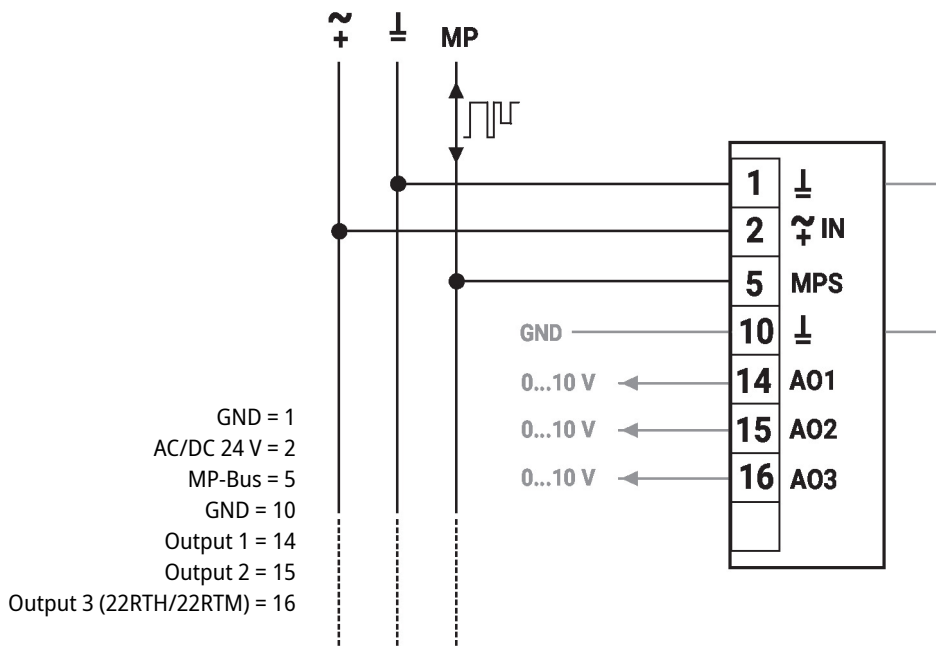 ~
+
⊥
MP
1 ⊥
2 ~+ IN
5 MPS
GND 10 ⊥
0...10 V 14 AO1
0...10 V 15 AO2
0...10 V 16 AO3
GND = 1
AC/DC 24 V = 2
MP-Bus = 5
GND = 10
Output 1 = 14
Output 2 = 15
Output 3 (22RTH/22RTM) = 16